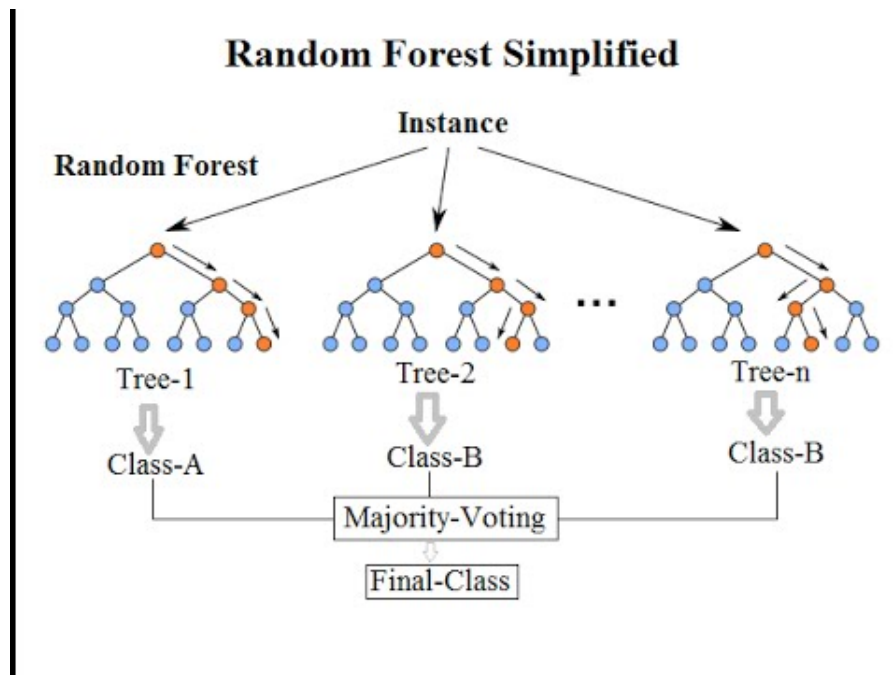 Random Forest Simplified
Instance
Random Forest
...
Tree-1
Tree-2
Tree-n
Class-A
Class-B
Class-B
Majority-Voting
Final-Class